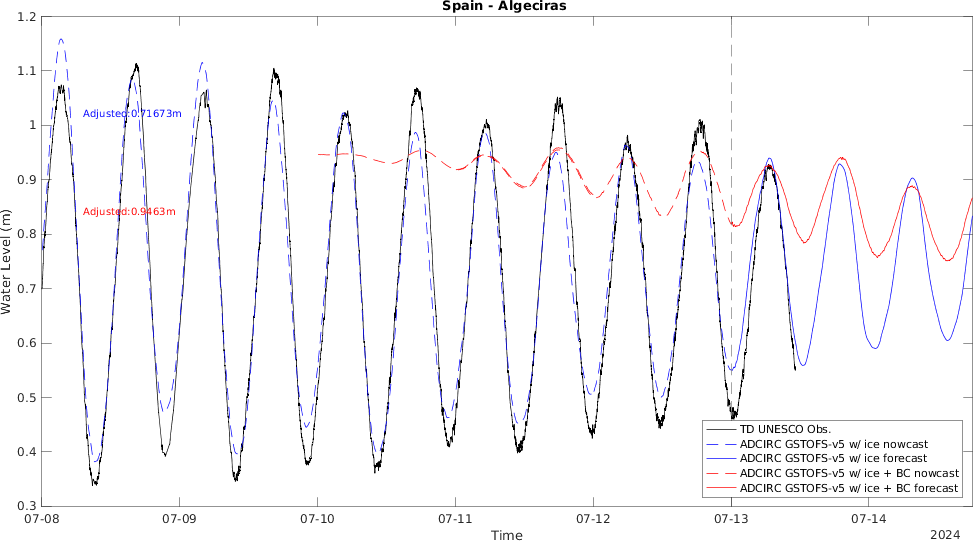 Spain - Algeciras
1.2
1.1
1
0.9
0.8
0.7
0.6
0.5
0.4
0.3
Water Level (m)
Adjusted:0.71673m
Adjusted:0.9463m
TD UNESCO Obs.
ADCIRC GSTOFS-v5 w/ ice nowcast
ADCIRC GSTOFS-v5 w/ ice forecast
ADCIRC GSTOFS-v5 w/ ice + BC nowcast
ADCIRC GSTOFS-v5 w/ ice + BC forecast
07-08 07-09 07-10 07-11 07-12 07-13 07-14
Time
2024